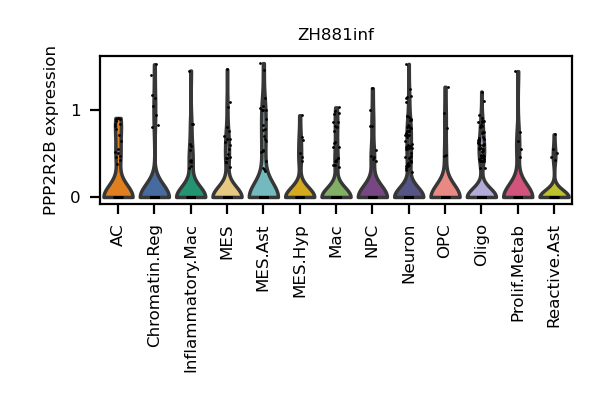 ZH881inf
PPP2R2B expression
1
0
AC
Chromatin.Reg
Inflammatory.Mac
MES
MES.Ast
MES.Hyp
Mac
NPC
Neuron
OPC
Oligo
Prolif.Metab
Reactive.Ast